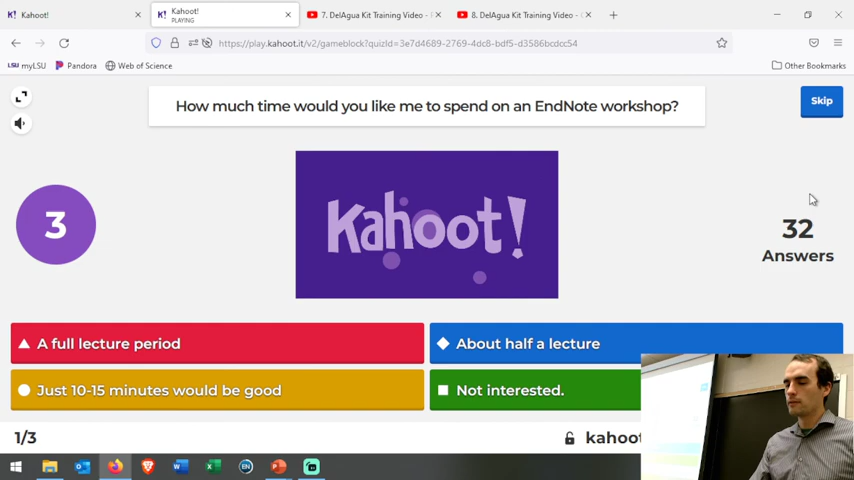 Kahoot!
Kahoot!
PLAYING
7. DelAgua Kit Training Video -
8. DelAgua Kit Training Video -
https://play.kahoot.it/v2/gameblock?quizId=3e7d4689-2769-4dc8-bdf5-d3586bcdcc54
LSU myLSU
Pandora
Web of Science
Other Bookmarks
How much time would you like me to spend on an EndNote workshop?
Skip
3
Kahoot!
32
Answers
A full lecture period
About half a lecture
Just 10-15 minutes would be good
Not interested.
1/3
kahoot
EN